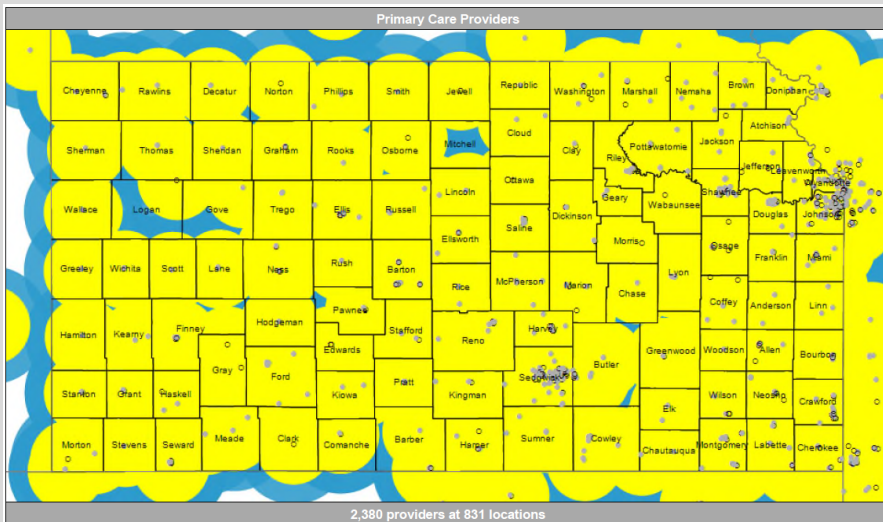 Primary Care Providers
Cheyenne Rawlins Decatur Norton Phillips Smith Jewell Republic Washington Marshall Nemaha Brown Doniphan
Sherman Thomas Sheridan Graham Rooks Osborne Mitchell Cloud Clay Riley Pottawatomie Jackson Atchison
Jefferson Leavenworth
Wallace Logan Gove Trego Ellis Russell Lincoln Ottawa Geary Wabaunsee Shawnee Wyandotte
Douglas Johnson
Ellsworth Saline Dickinson Morris Osage
Greeley Wichita Scott Lane Ness Rush Barton Rice McPherson Marion Chase Lyon Franklin Miami
Coffey Anderson Linn
Hamilton Kearny Finney Hodgeman Pawnee Stafford Reno Harvey
Gray Ford Edwards Sedgwick Butler Greenwood Woodson Allen Bourbon
Stanton Grant Haskell Kiowa Pratt Kingman Elk Wilson Neosho Crawford
Morton Stevens Seward Meade Clark Comanche Barber Harper Sumner Cowley Chautauqua Montgomery Labette Cherokee
2,380 providers at 831 locations